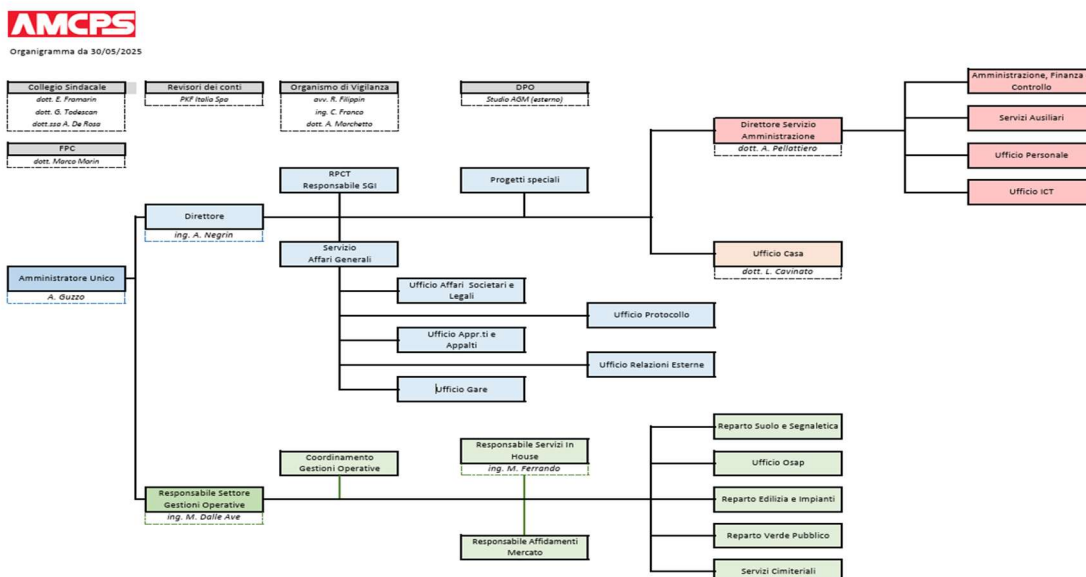 AMCPS
Organigramma da 30/05/2025
Collegio Sindacale
dott. E. Framarin
dott. G. Todescan
dott.ssa A. De Rosa
Revisori dei conti
PKF Italia Spa
Organismo di Vigilanza
avv. R. Filippin
ing. C. Franco
dott. A. Marchetto
DPO
Studio AGM (esterno)
FPC
dott. Marco Marin
Amministrazione, Finanza
Controllo
Servizi Ausiliari
Ufficio Personale
Ufficio ICT
Direttore Servizio
Amministrazione
dott. A. Pellattiero
RPCT
Responsabile SGI
Progetti speciali
Direttore
ing. A. Negrin
Servizio
Affari Generali
Ufficio Casa
dott. L. Cavinato
Amministratore Unico
A. Guzzo
Ufficio Affari Societari e
Legali
Ufficio Protocollo
Ufficio Appr.ti e
Appalti
Ufficio Relazioni Esterne
Ufficio Gare
Coordinamento
Gestioni Operative
Responsabile Servizi In
House
ing. M. Ferrando
Responsabile Settore
Gestioni Operative
ing. M. Dalle Ave
Responsabile Affidamenti
Mercato
Reparto Suolo e Segnaletica
Ufficio Osap
Reparto Edilizia e Impianti
Reparto Verde Pubblico
Servizi Cimiteriali